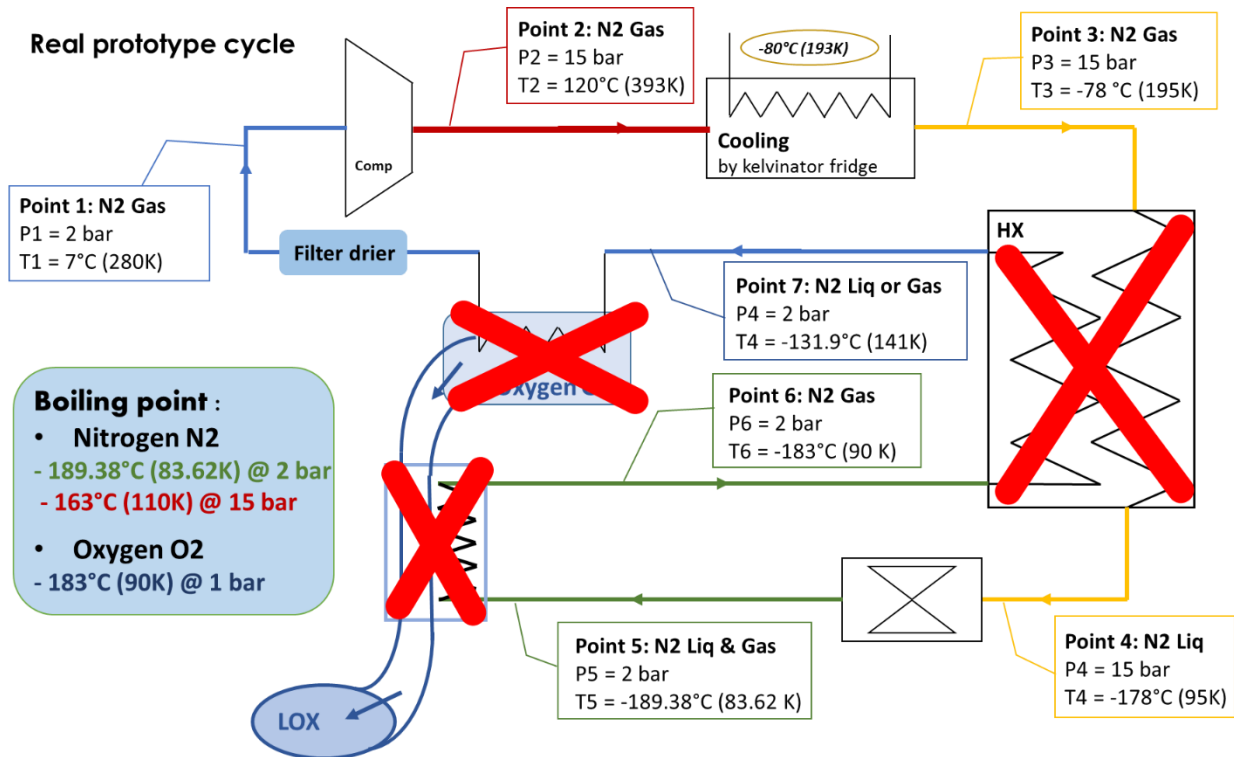 Real prototype cycle
Point 2: N2 Gas
P2 = 15 bar
T2 = 120°C (393K)
-80°C (193K)
Cooling
by kelvinator fridge
Point 3: N2 Gas
P3 = 15 bar
T3 = -78 °C (195K)
Comp
Point 1: N2 Gas
P1 = 2 bar
T1 = 7°C (280K)
Filter drier
HX
Point 7: N2 Liq or Gas
P4 = 2 bar
T4 = -131.9°C (141K)
Boiling point :
• Nitrogen N2
- 189.38°C (83.62K) @ 2 bar
- 163°C (110K) @ 15 bar
• Oxygen O2
- 183°C (90K) @ 1 bar
Point 6: N2 Gas
P6 = 2 bar
T6 = -183°C (90 K)
Point 5: N2 Liq & Gas
P5 = 2 bar
T5 = -189.38°C (83.62 K)
Point 4: N2 Liq
P4 = 15 bar
T4 = -178°C (95K)
LOX